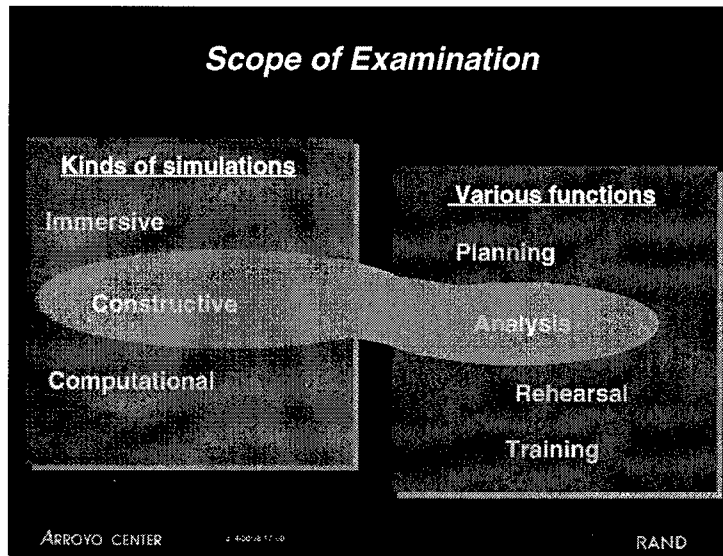 Scope of Examination
Kinds of simulations
Immersive
Constructive
Computational
Various functions
Planning
Analysis
Rehearsal
Training
ARROYO CENTER
RAND